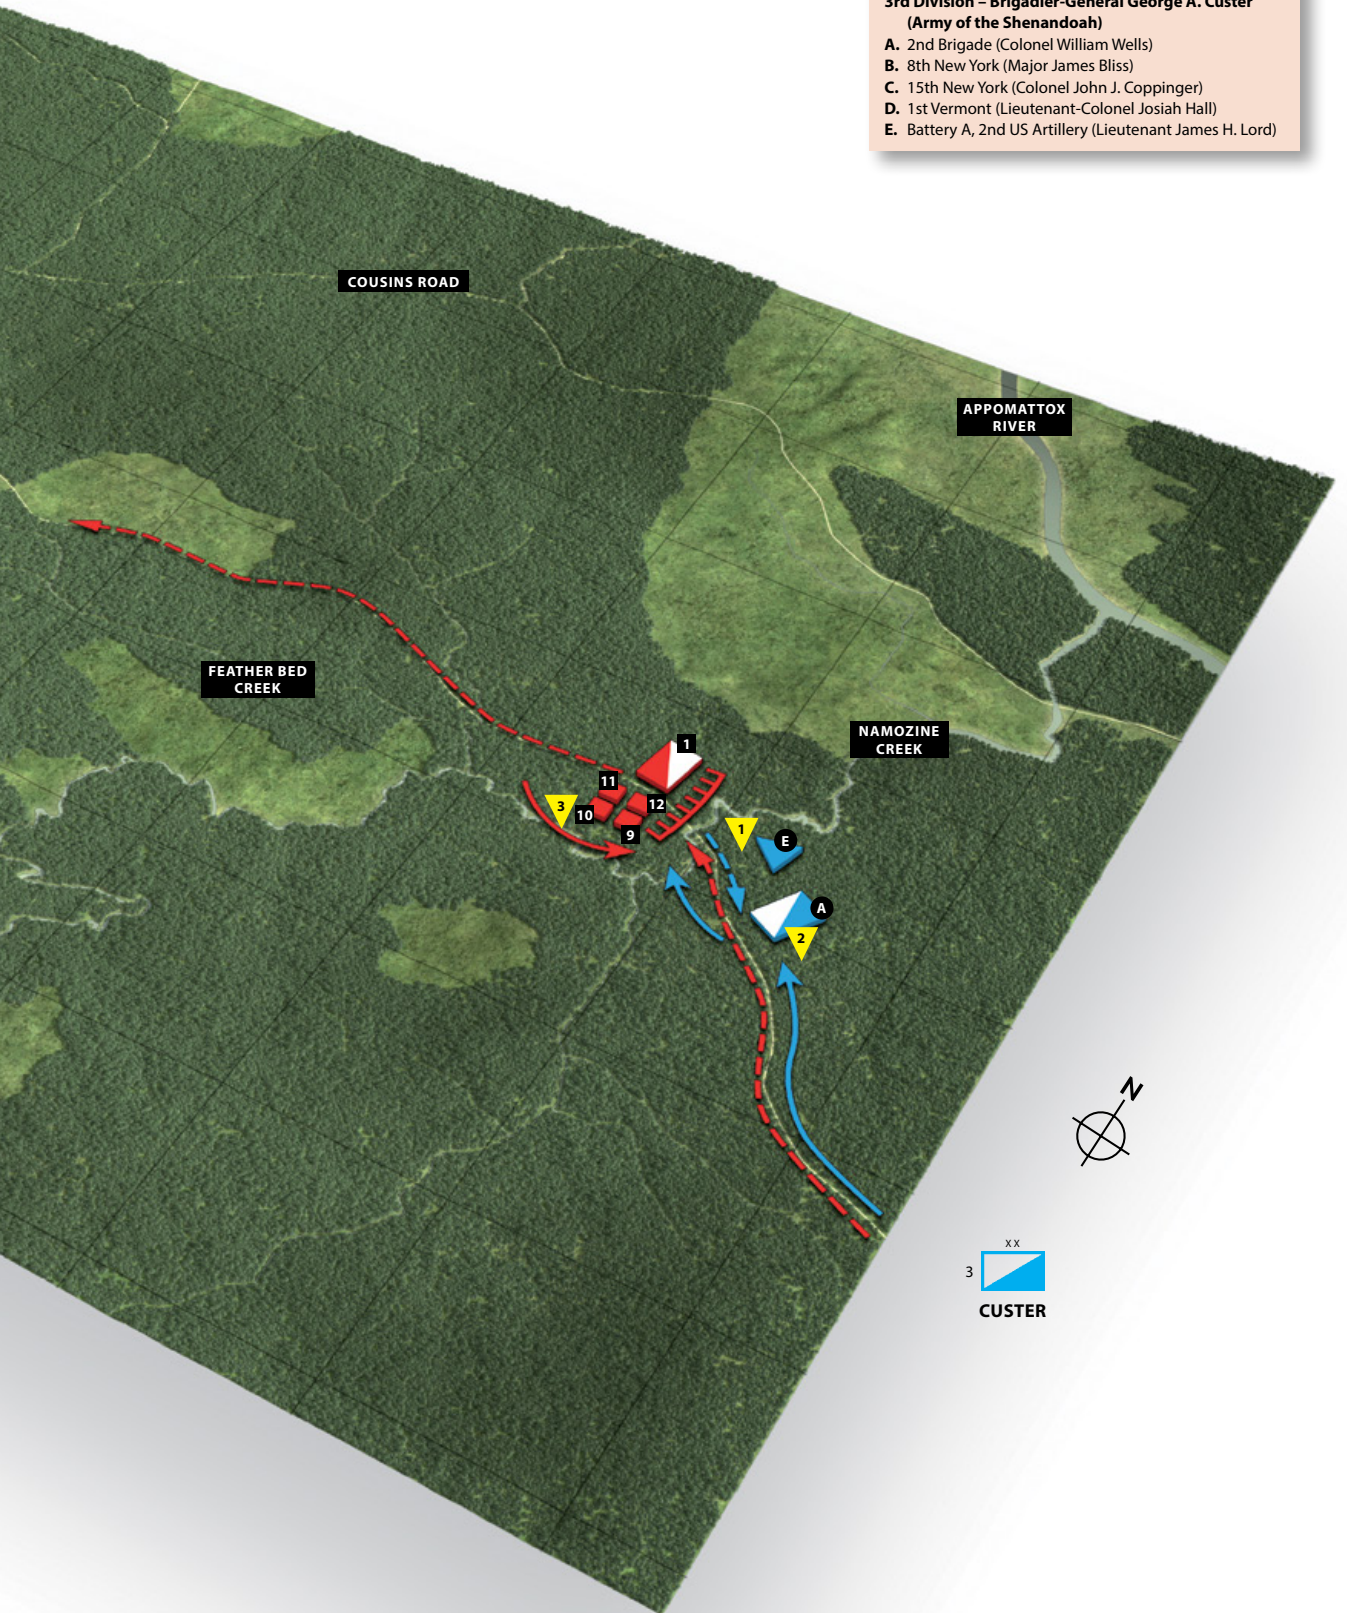 3rd Division – Brigadier-General George A. Custer
(Army of the Shenandoah)
A. 2nd Brigade (Colonel William Wells)
B. 8th New York (Major James Bliss)
C. 15th New York (Colonel John J. Coppinger)
D. 1st Vermont (Lieutenant-Colonel Josiah Hall)
E. Battery A, 2nd US Artillery (Lieutenant James H. Lord)
COUSINS ROAD
APPOMATTOX
RIVER
FEATHER BED
CREEK
NAMOZINE
CREEK
1
11
3
10
12
9
1
E
A
2
N
xx
3
CUSTER